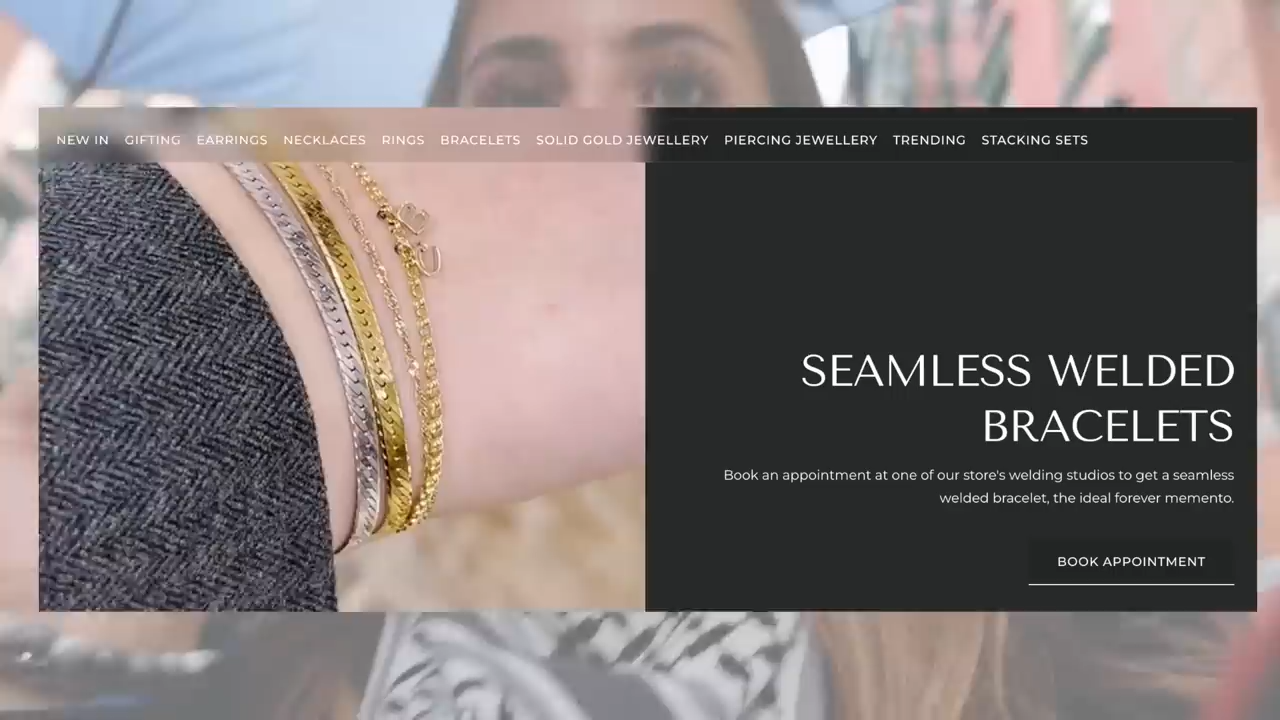 NEW IN GIFTING EARRINGS NECKLACES RINGS BRACELETS SOLID GOLD JEWELLERY PIERCING JEWELLERY TRENDING STACKING SETS
SEAMLESS WELDED
BRACELETS
Book an appointment at one of our store's welding studios to get a seamless
welded bracelet, the ideal forever memento.
BOOK APPOINTMENT